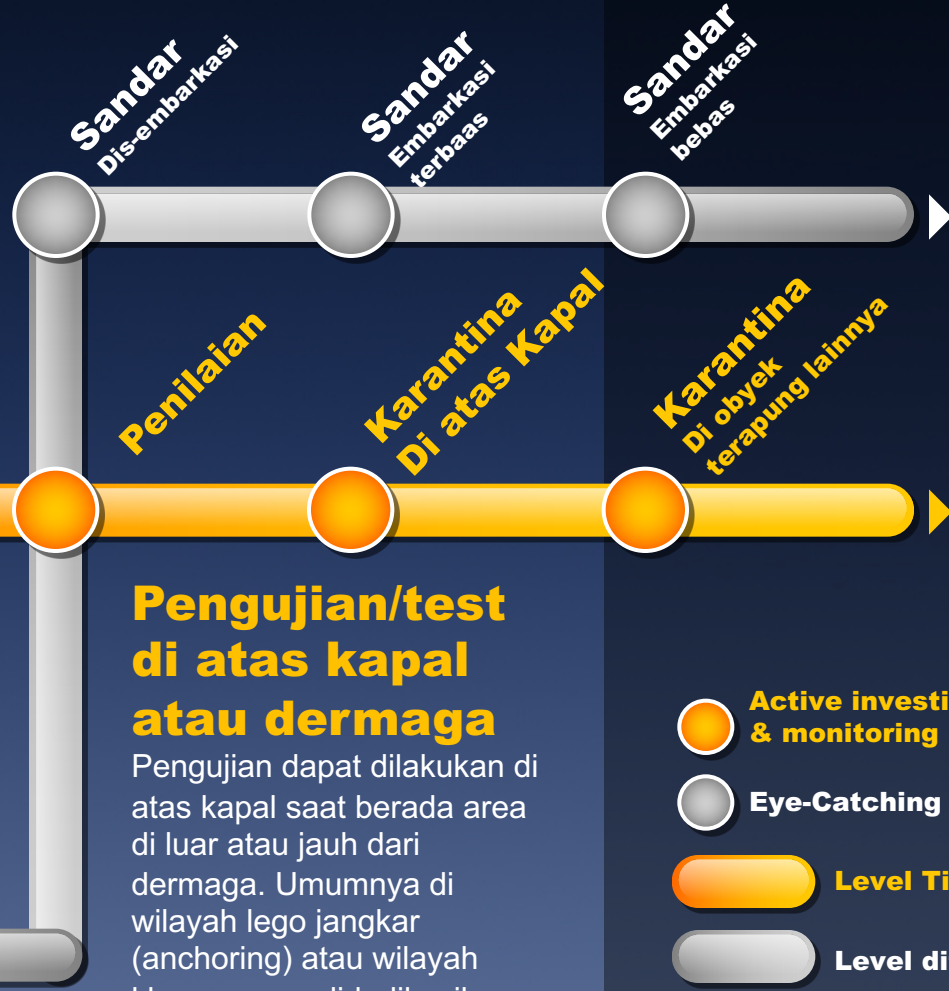 Sandar
Dis-embarkasi
Sandar
Embarkasi
terbaas
Sandar
Embarkasi
bebas
Penilaian
Karantina
Di atas Kapal
Karantina
Di obyek
terapung lainnya
Pengujian/test
di atas kapal
atau dermaga
Pengujian dapat dilakukan di
atas kapal saat berada area
di luar atau jauh dari
dermaga. Umumnya di
wilayah lego jangkar
(anchoring) atau wilayah
Active investi
& monitoring
Eye-Catching
Level Ti
Level di